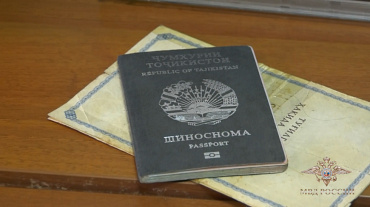 ҶУМҲУРИИ
ТОҶИКИСТОН
REPUBLIC OF TAJIKISTAN
ШИНОСНОМА
PASSPORT
МВД РОССИИ